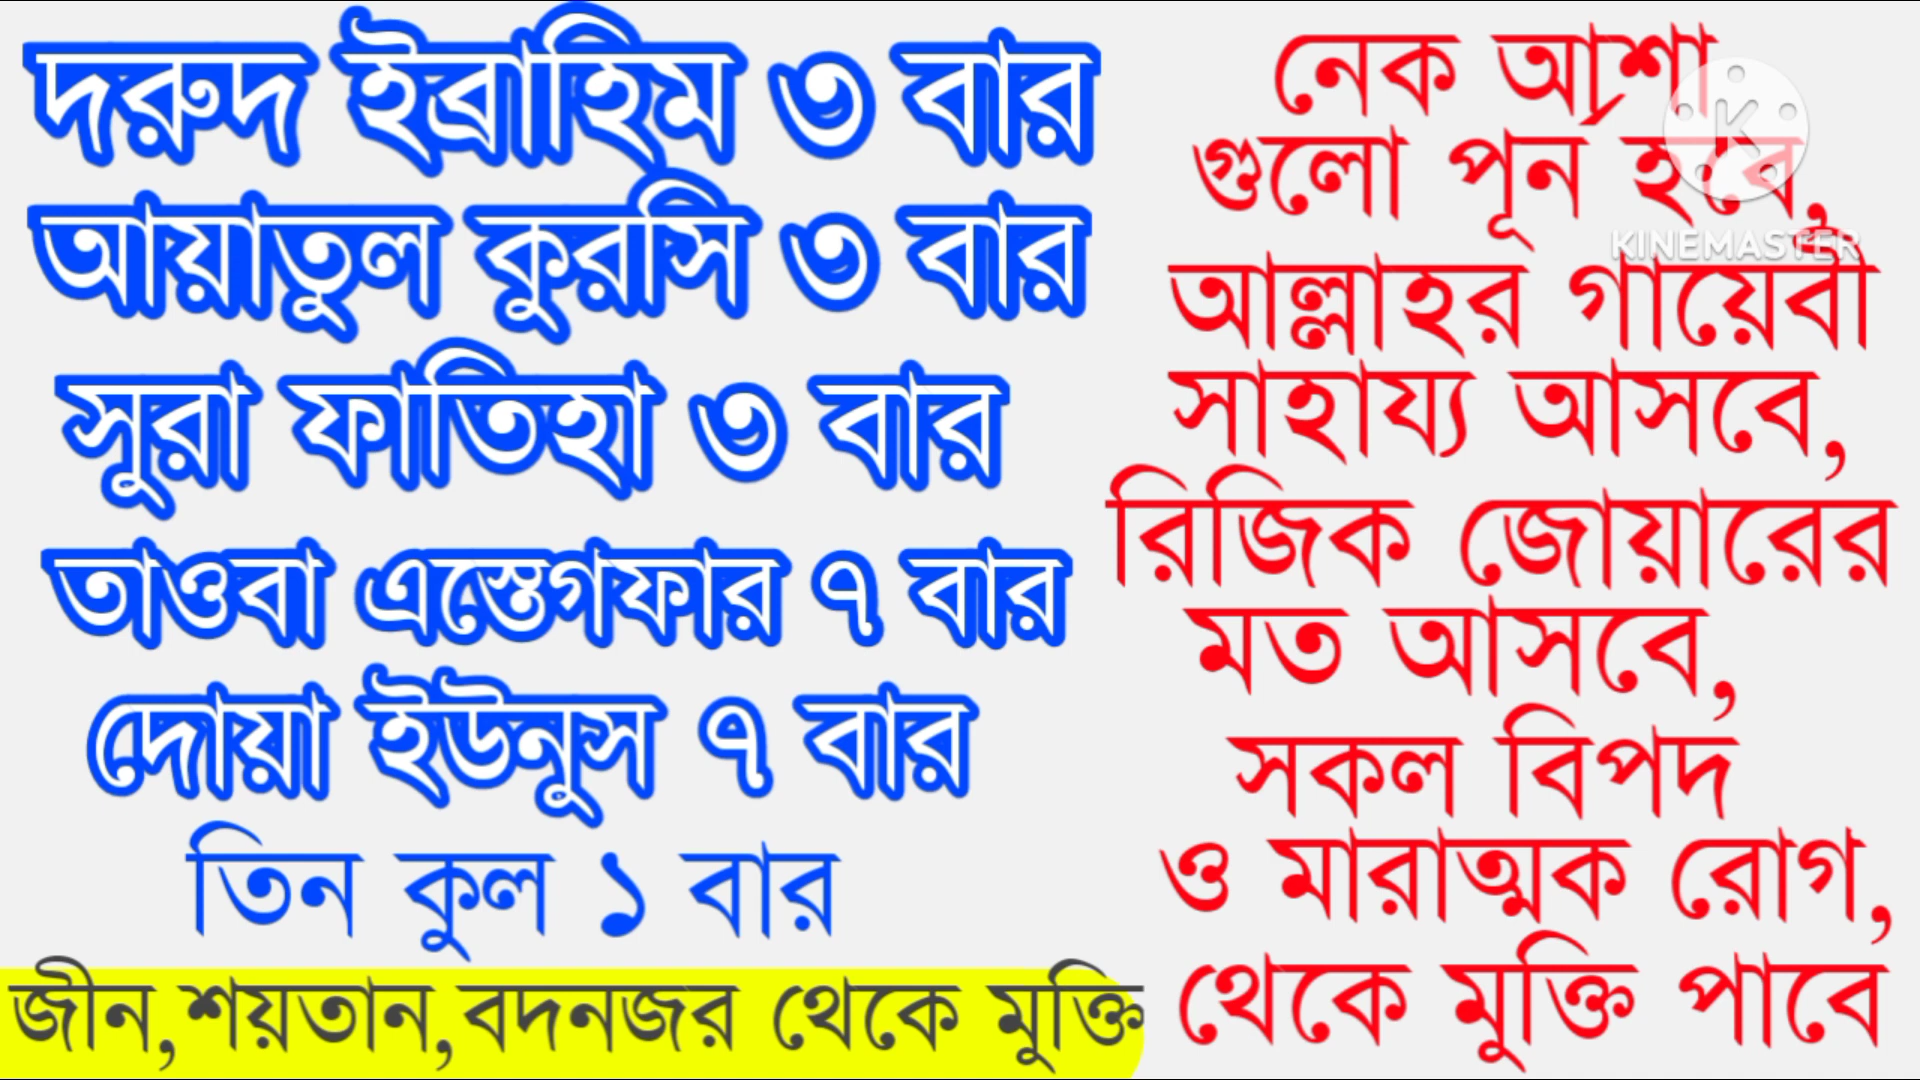 দরুদ ইব্রাহিম ৩ বার
আয়াতুল কুরসি ৩ বার
সূরা ফাতিহা ৩ বার
তাওবা এস্তেগফার ৭ বার
দোয়া ইউনূস ৭ বার
তিন কুল ১ বার
জীন,শয়তান,বদনজর থেকে মুক্তি
নেক আশা
গুলো পূন হবে,
আল্লাহর গায়েবী
সাহায্য আসবে,
রিজিক জোয়ারের
মত আসবে,
সকল বিপদ
ও মারাত্মক রোগ,
থেকে মুক্তি পাবে
K
KINEMASTER